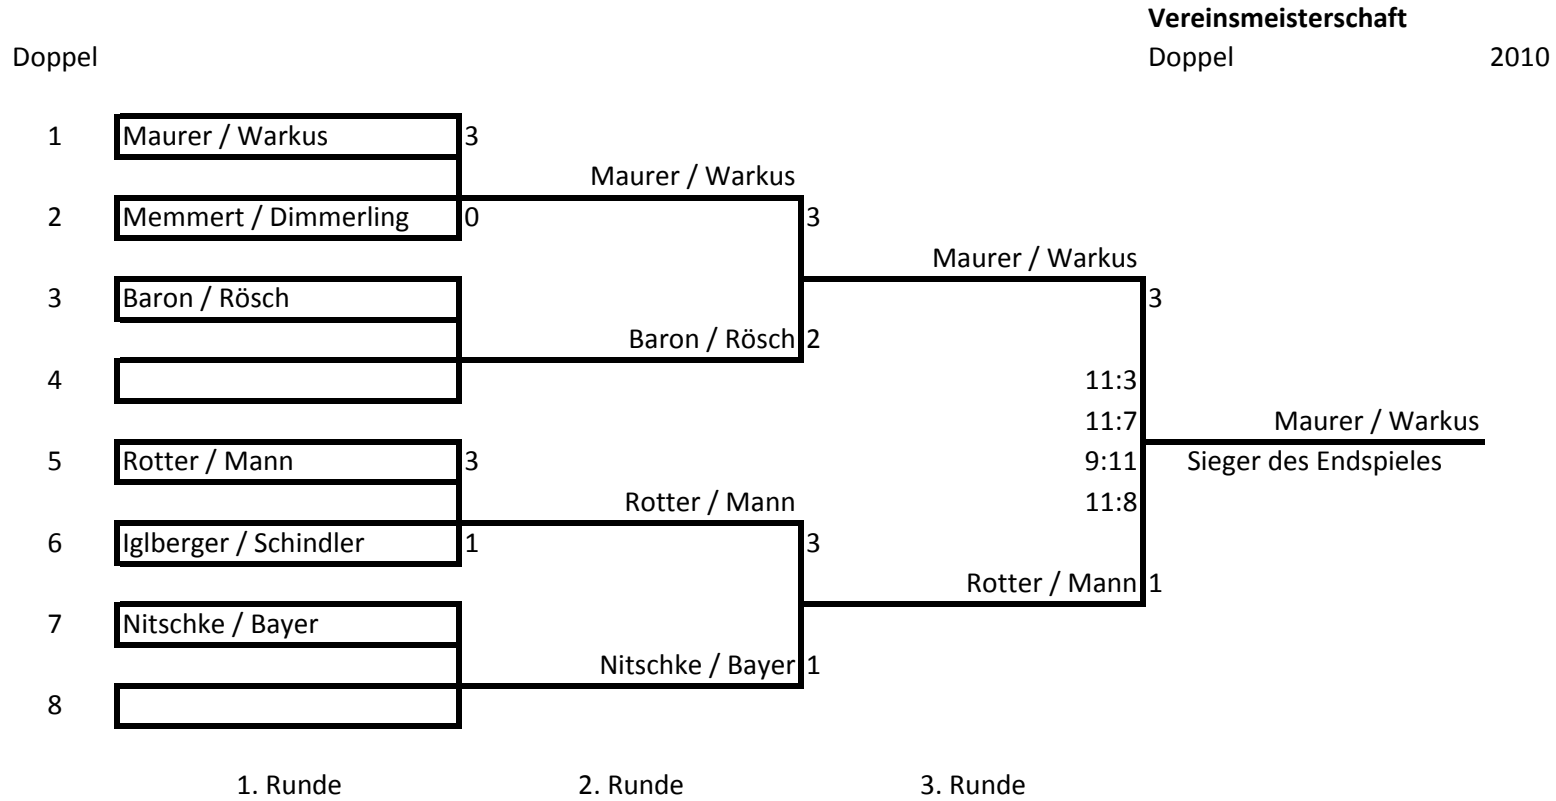 Vereinsmeisterschaft
Doppel Doppel 2010
1 Maurer / Warkus 3
Maurer / Warkus
2 Memmert / Dimmerling 0 3
Maurer / Warkus
3 Baron / Rösch 3
Baron / Rösch 2
4 11:3
11:7 Maurer / Warkus
5 Rotter / Mann 3 9:11 Sieger des Endspieles
Rotter / Mann 11:8
6 Iglberger / Schindler 1 3
Rotter / Mann 1
7 Nitschke / Bayer
Nitschke / Bayer 1
8
1. Runde 2. Runde 3. Runde